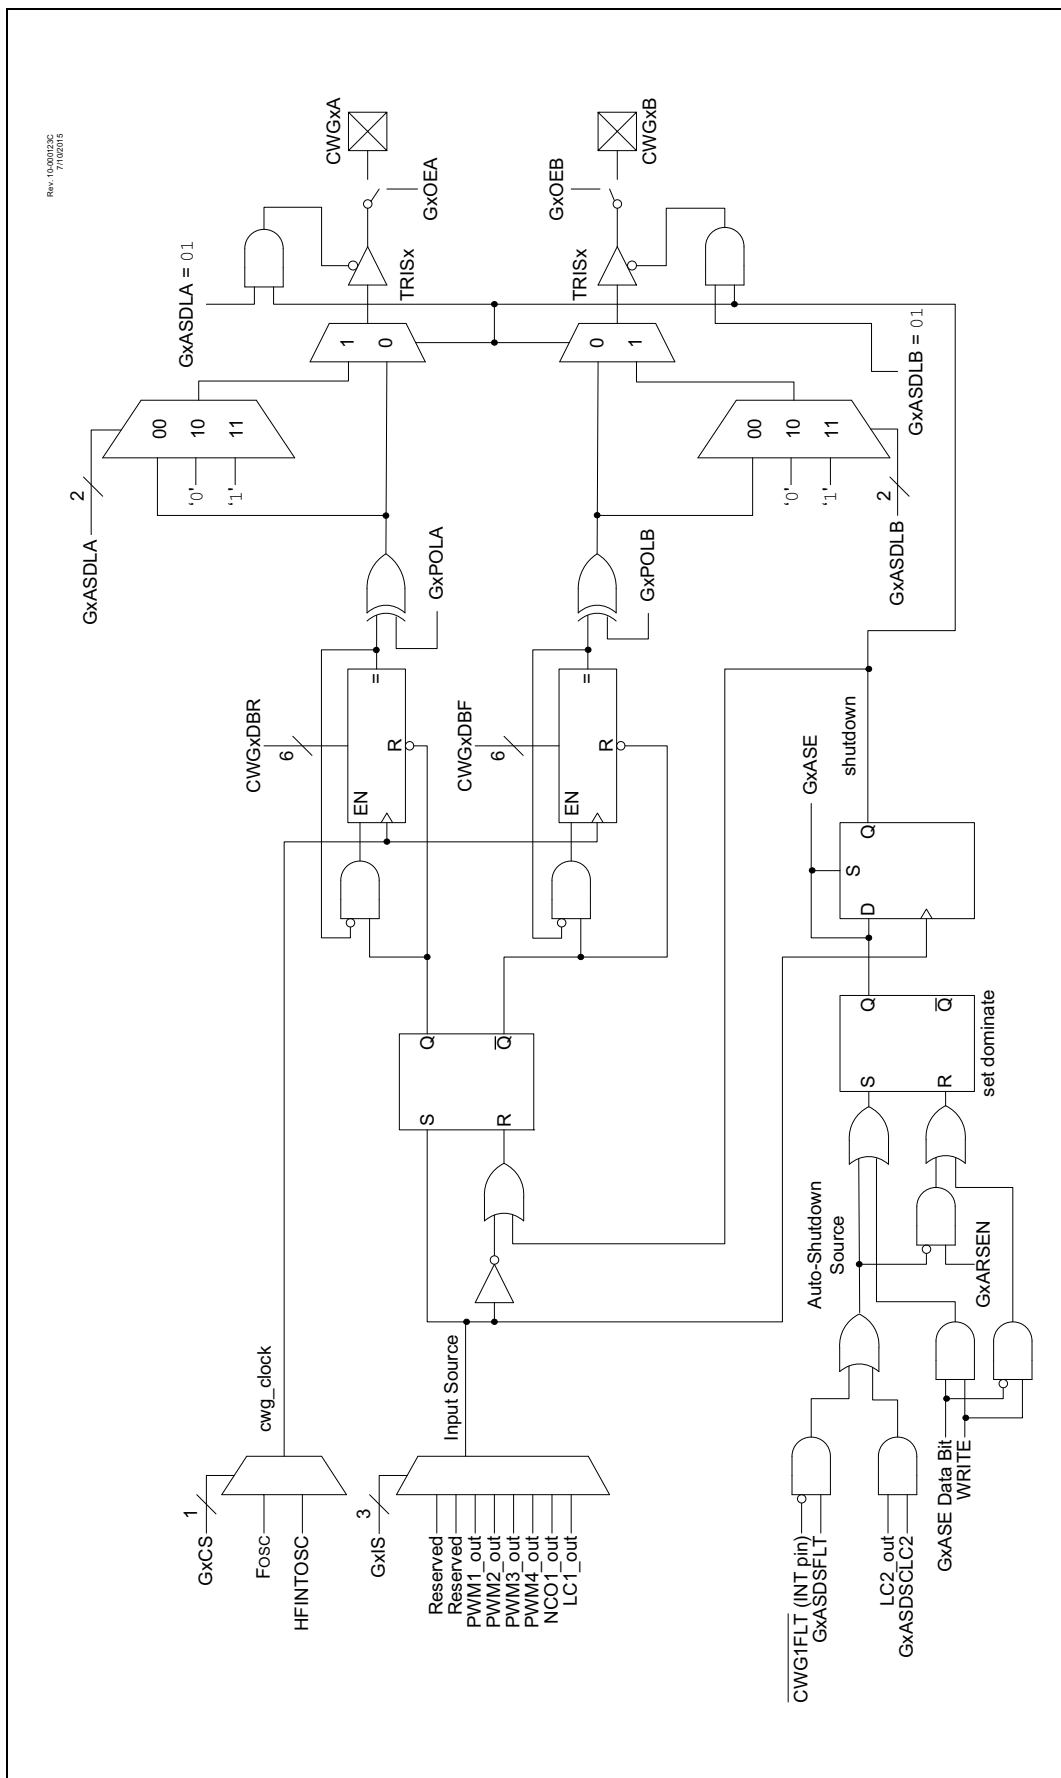 Rev. 10-000123C
7/10/2015
GxCS
1
FOSC
HFINTOSC
cwg_clock
GxIS
3
Reserved
Reserved
PWM1_out
PWM2_out
PWM3_out
PWM4_out
NCO1_out
LC1_out
Input Source
S
R
Q
Q
CWGxDBR
6
EN
R
=
CWGxDBF
6
EN
R
=
GxPOLA
GxPOLB
GxASDLA
2
00
10
11
‘0'
‘1'
GxASDLA = 01
1
0
TRISx
GxOEA
CWGxA
GxASDLB
2
00
10
11
‘0'
‘1'
GxASDLB = 01
0
1
TRISx
GxOEB
CWGxB
CWG1FLT (INT pin)
GxASDSFLT
LC2_out
GxASDSCLC2
Auto-Shutdown
Source
GxASE Data Bit
WRITE
GxARSEN
S
R
Q
Q
set dominate
GxASE
D
S
Q
shutdown